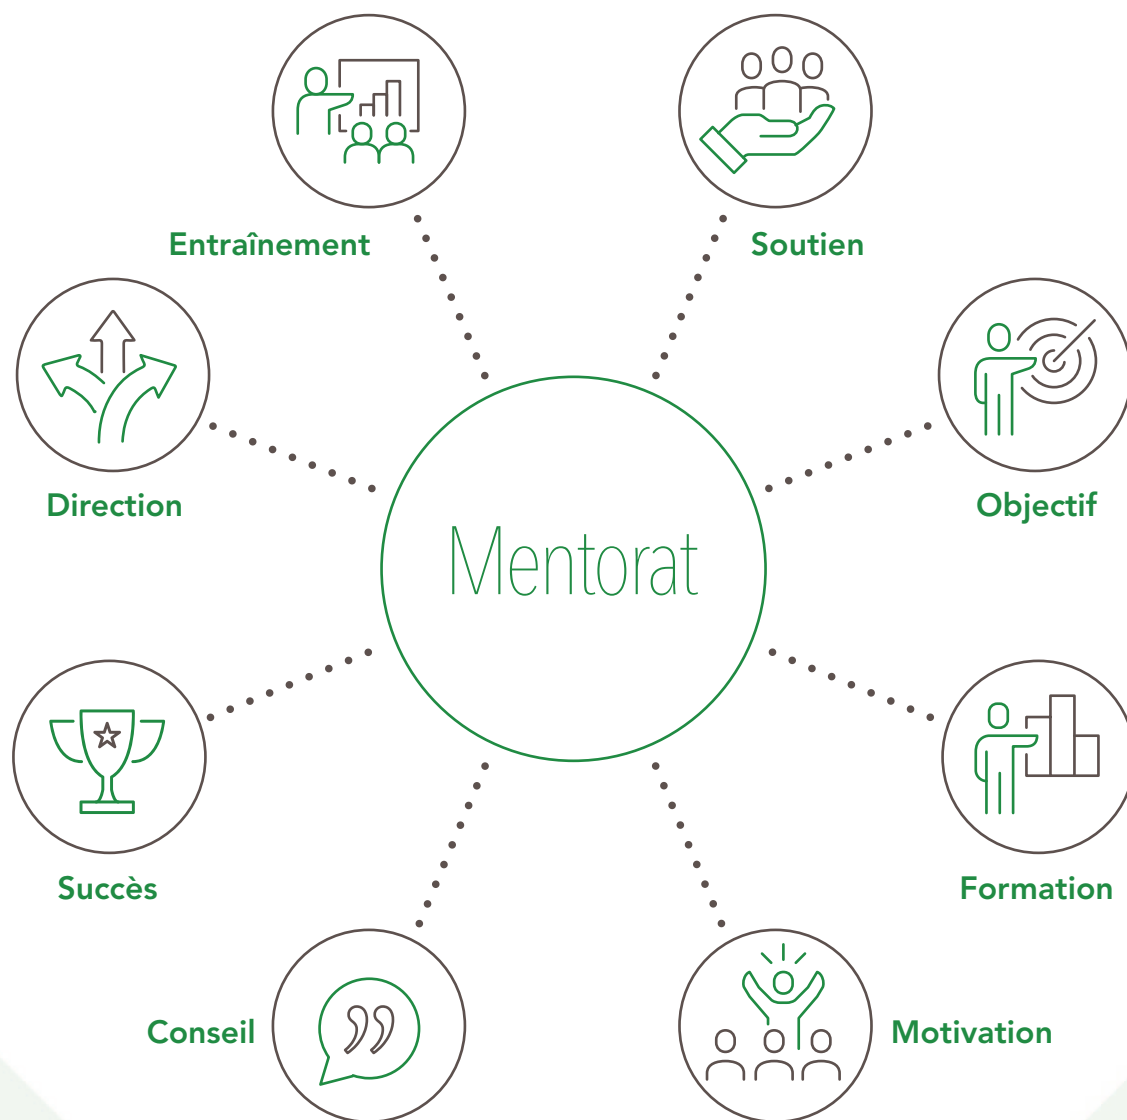 Entraînement
Soutien
Direction
Objectif
Mentorat
Succès
Formation
Conseil
Motivation